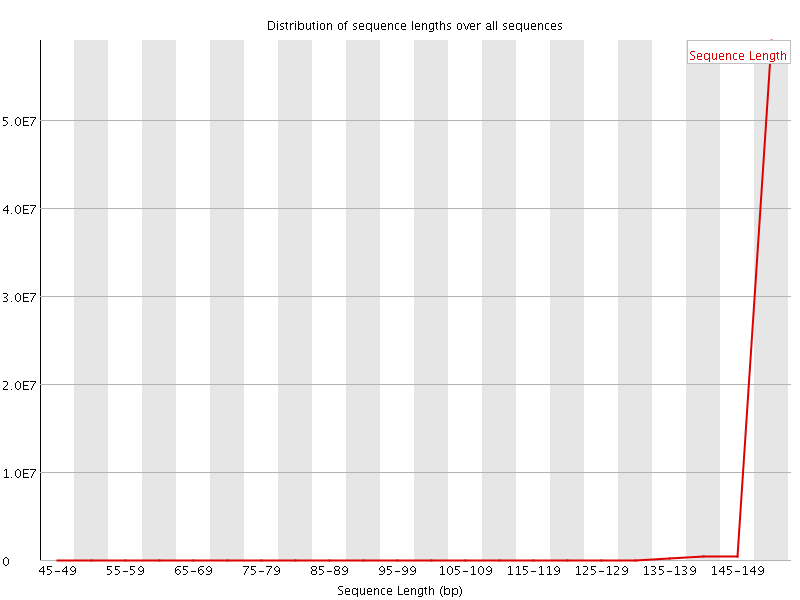 Distribution of sequence lengths over all sequences
Sequence Length
5.0E7
4.0E7
3.0E7
2.0E7
1.0E7
0
45-49 55-59 65-69 75-79 85-89 95-99 105-109 115-119 125-129 135-139 145-149
Sequence Length (bp)